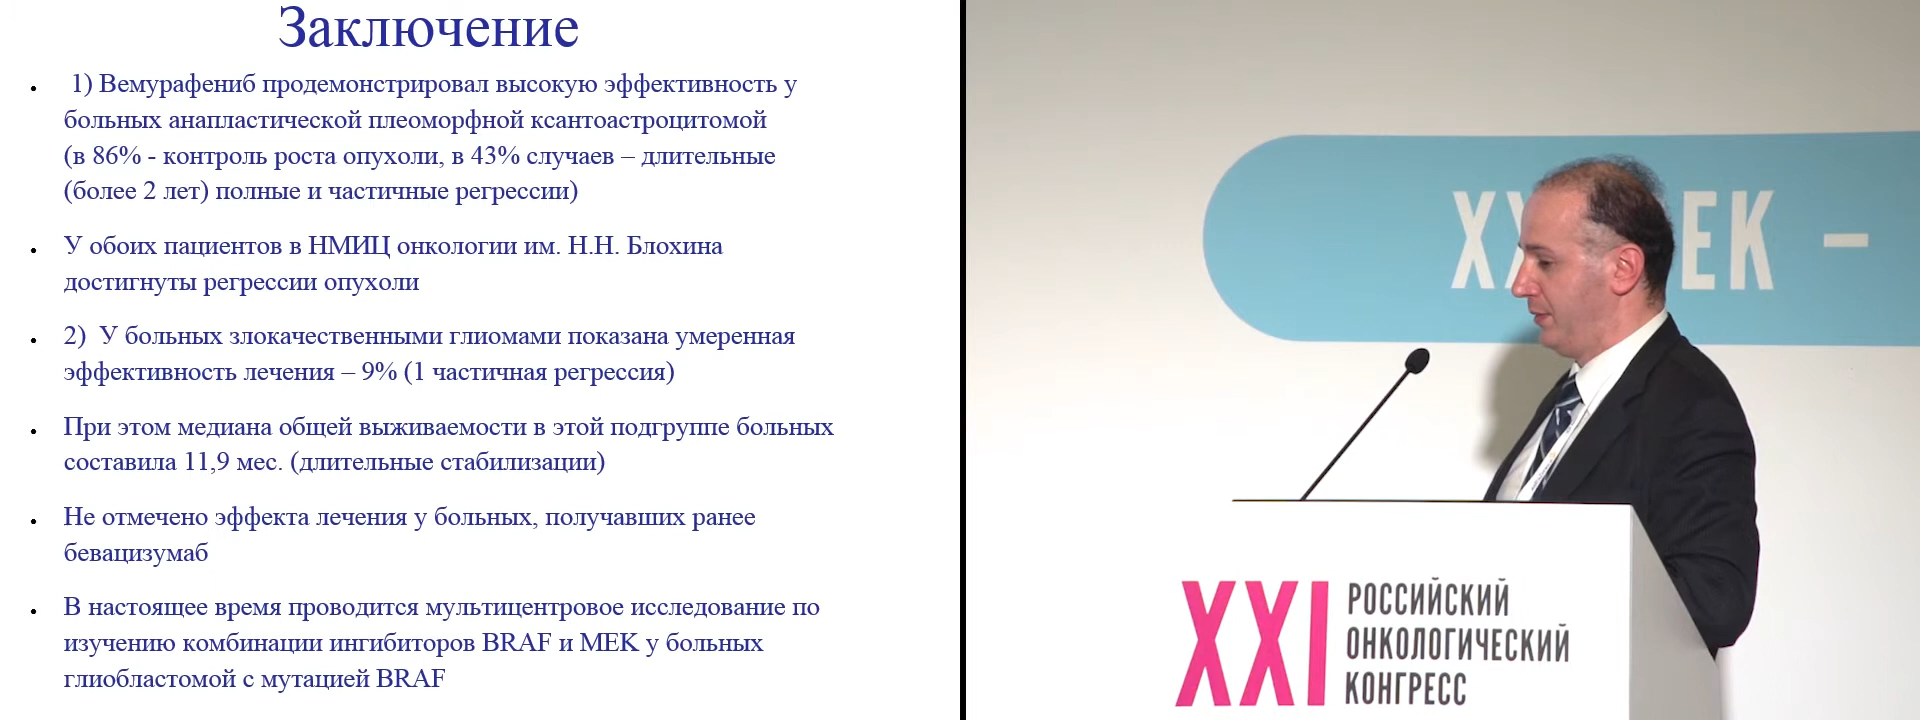 Заключение
1) Вемурафениб продемонстрировал высокую эффективность у
больных анапластической плеоморфной ксантоастроцитомой
(в 86% - контроль роста опухоли, в 43% случаев – длительные
(более 2 лет) полные и частичные регрессии)
У обоих пациентов в НМИЦ онкологии им. Н.Н. Блохина
достигнуты регрессии опухоли
2) У больных злокачественными глиомами показана умеренная
эффективность лечения – 9% (1 частичная регрессия)
При этом медиана общей выживаемости в этой подгруппе больных
составила 11,9 мес. (длительные стабилизации)
Не отмечено эффекта лечения у больных, получавших ранее
бевацизумаб
В настоящее время проводится мультицентровое исследование по
изучению комбинации ингибиторов BRAF и MEK у больных
глиобластомой с мутацией BRAF
XXI
РОССИЙСКИЙ
ОНКОЛОГИЧЕСКИЙ
КОНГРЕСС